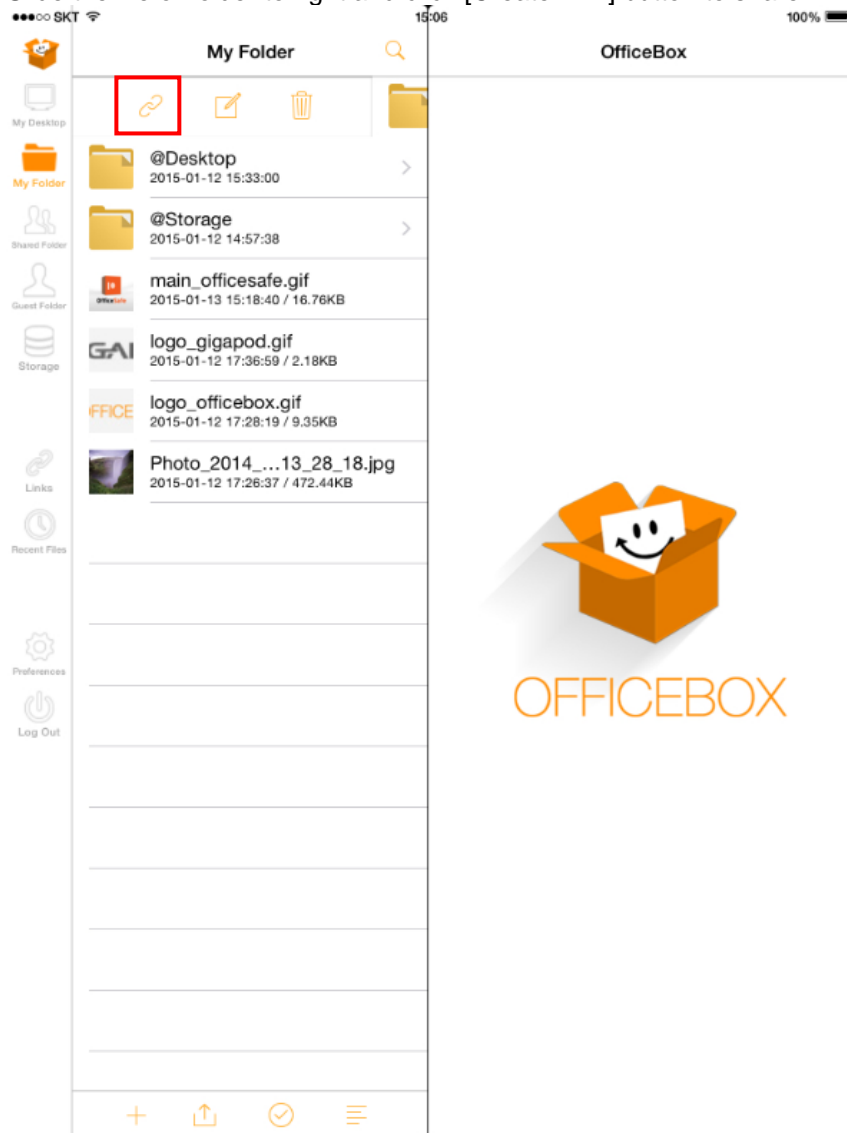 SKT 15:06 100%
My Folder OfficeBox
My Desktop
@Desktop
2015-01-12 15:33:00
My Folder
@Storage
2015-01-12 14:57:38
Shared Folder
main_officesafe.gif
2015-01-13 15:18:40 / 16.76KB
OfficeSafe
Guest Folder
logo_gigapod.gif
2015-01-12 17:36:59 / 2.18KB
GAI
Storage
logo_officebox.gif
2015-01-12 17:28:19 / 9.35KB
OFFICE
Photo_2014_...13_28_18.jpg
2015-01-12 17:26:37 / 472.44KB
Links
Recent Files
Preferences
Log Out
OFFICEBOX